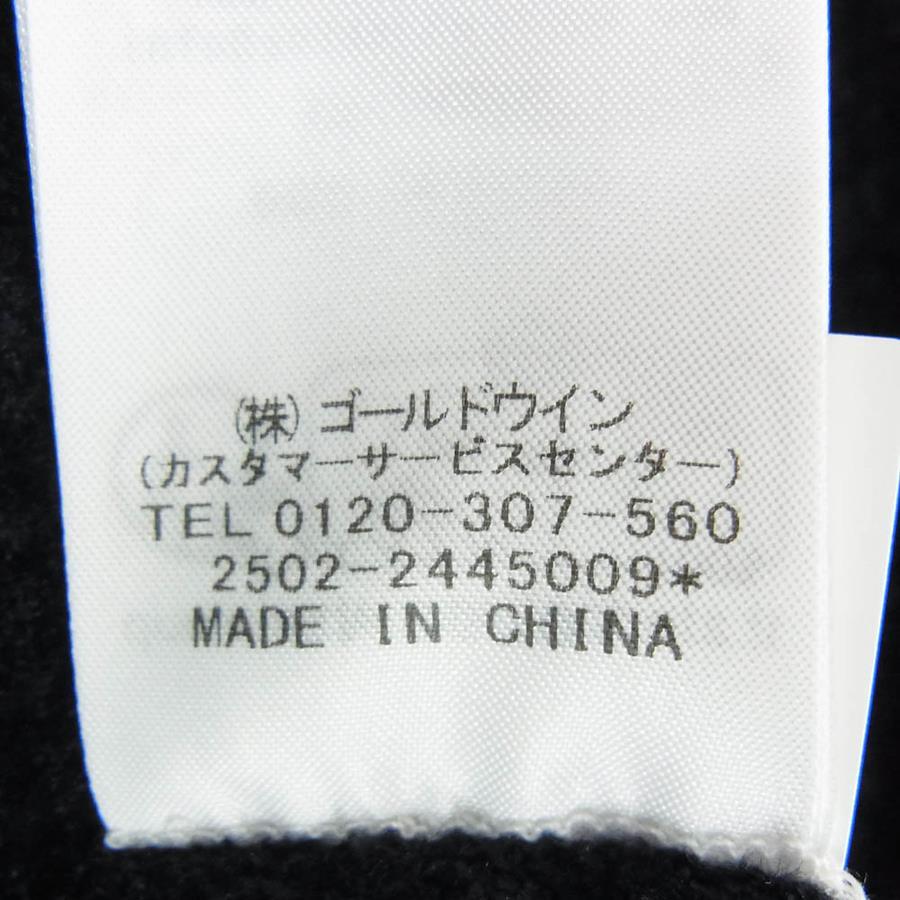 (株)ゴールドウイン
(カスタマーサービスセンター)
TEL 0120-307-560
2502-2445009*
MADE IN CHINA